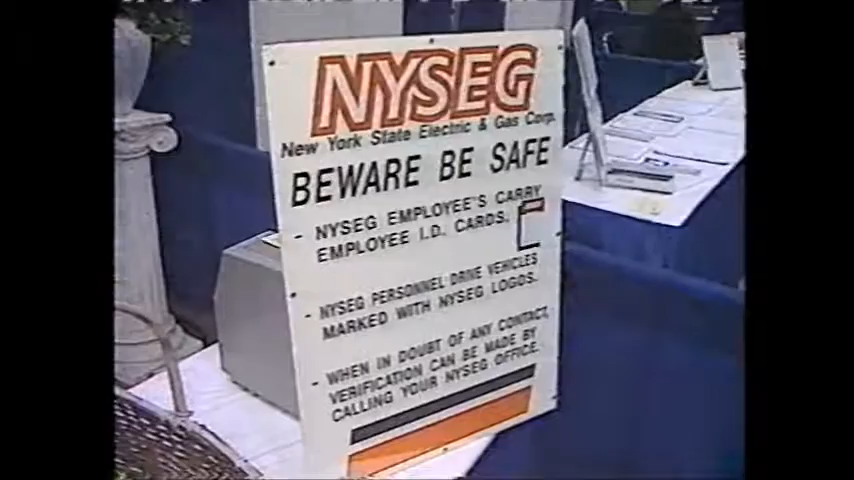 NYSEG
New York State Electric & Gas Corp.
BEWARE BE SAFE
- NYSEG EMPLOYEE'S CARRY
EMPLOYEE I.D. CARDS.
- NYSEG PERSONNEL DRIVE VEHICLES
MARKED WITH NYSEG LOGOS.
- WHEN IN DOUBT OF ANY CONTACT,
VERIFICATION CAN BE MADE BY
CALLING YOUR NYSEG OFFICE.